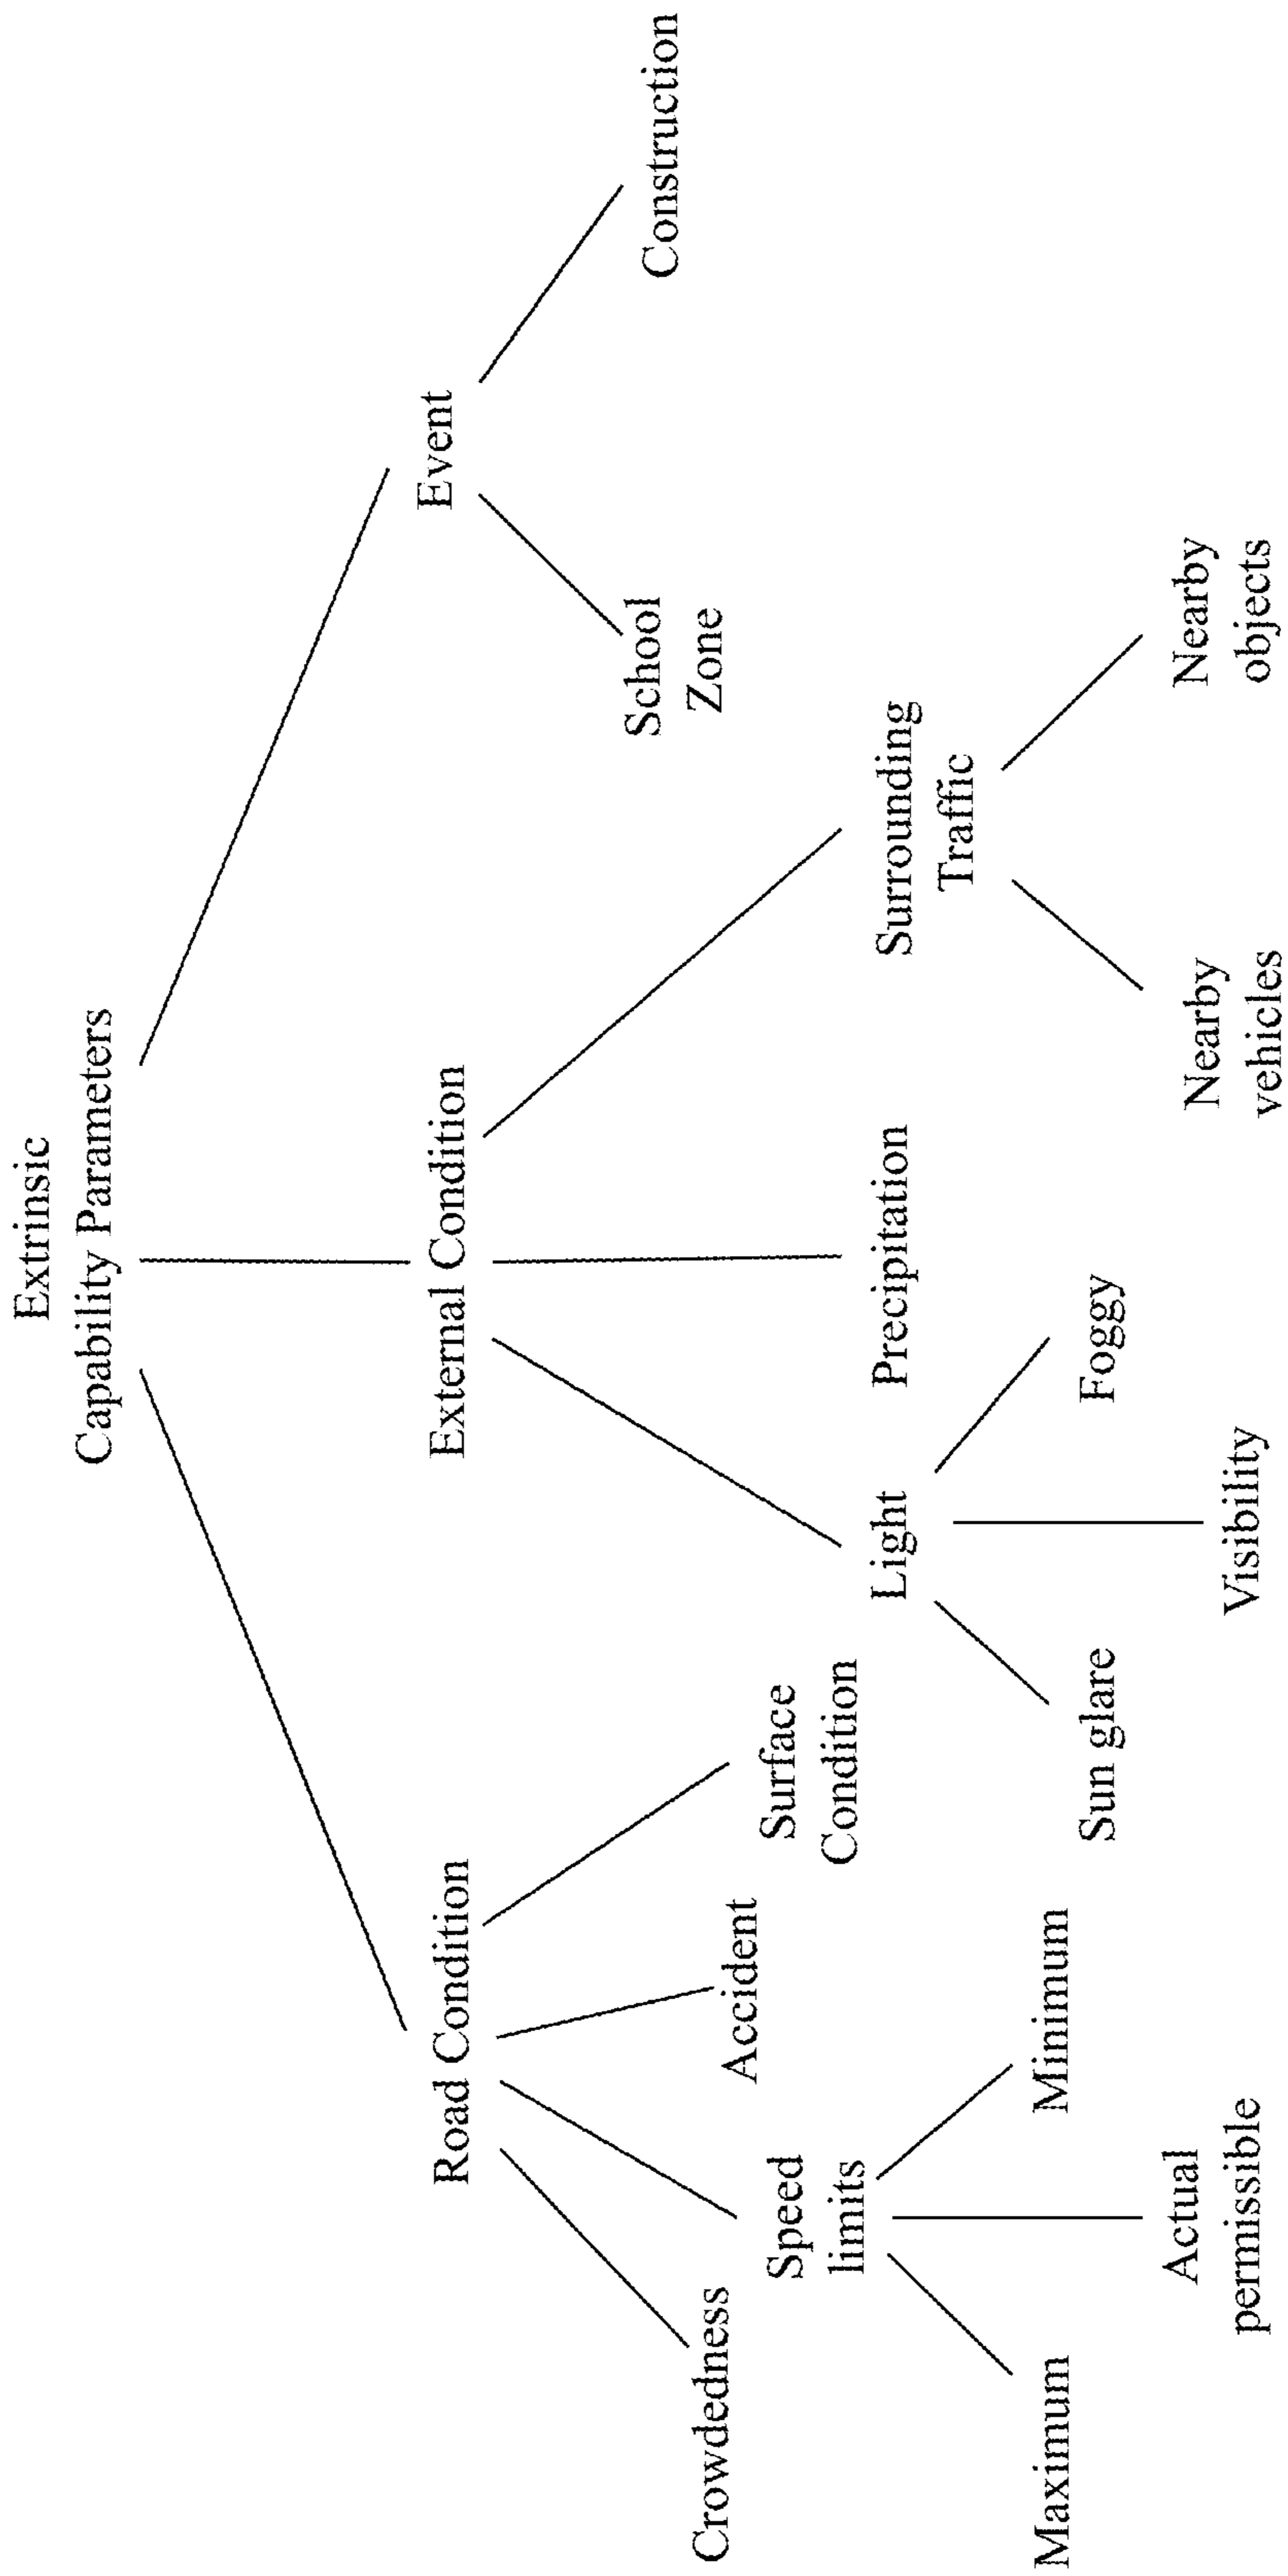 Extrinsic
Capability Parameters
Road Condition
External Condition
Event
Crowdedness
Speed
limits
Accident
Surface
Condition
Light
Precipitation
Surrounding
Traffic
School
Zone
Construction
Maximum
Actual
permissible
Minimum
Sun glare
Visibility
Foggy
Nearby
vehicles
Nearby
objects